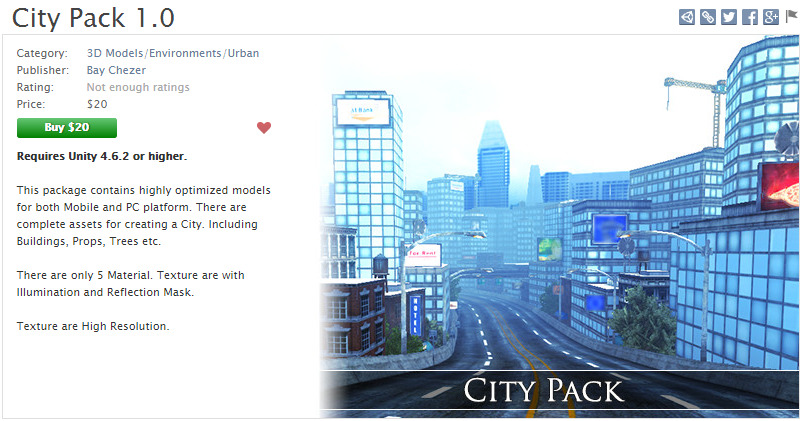 City Pack 1.0
Category: 3D Models/Environments/Urban
Publisher: Bay Chezer
Rating: Not enough ratings
Price: $20
Buy $20
Requires Unity 4.6.2 or higher.
This package contains highly optimized models
for both Mobile and PC platform. There are
complete assets for creating a City. Including
Buildings, Props, Trees etc.
There are only 5 Material. Texture are with
Illumination and Reflection Mask.
Texture are High Resolution.
For Rent
HOTEL
City Pack